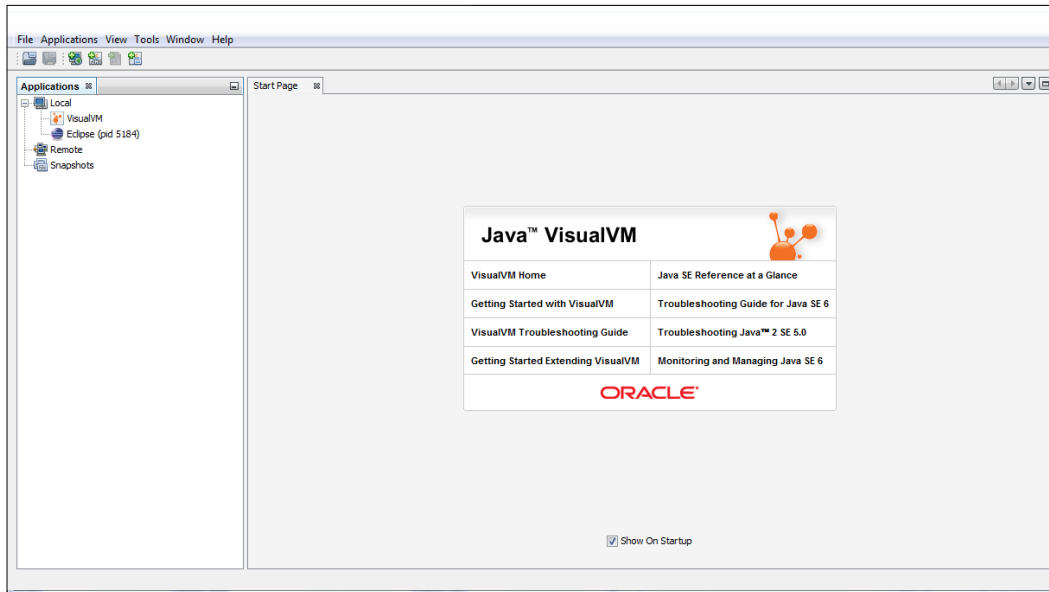 File Applications View Tools Window Help
Applications
Start Page
Local
VisualVM
Eclipse (pid 5184)
Remote
Snapshots
Java™ VisualVM
VisualVM Home
Java SE Reference at a Glance
Getting Started with VisualVM
Troubleshooting Guide for Java SE 6
VisualVM Troubleshooting Guide
Troubleshooting Java™ 2 SE 5.0
Getting Started Extending VisualVM
Monitoring and Managing Java SE 6
ORACLE
Show On Startup